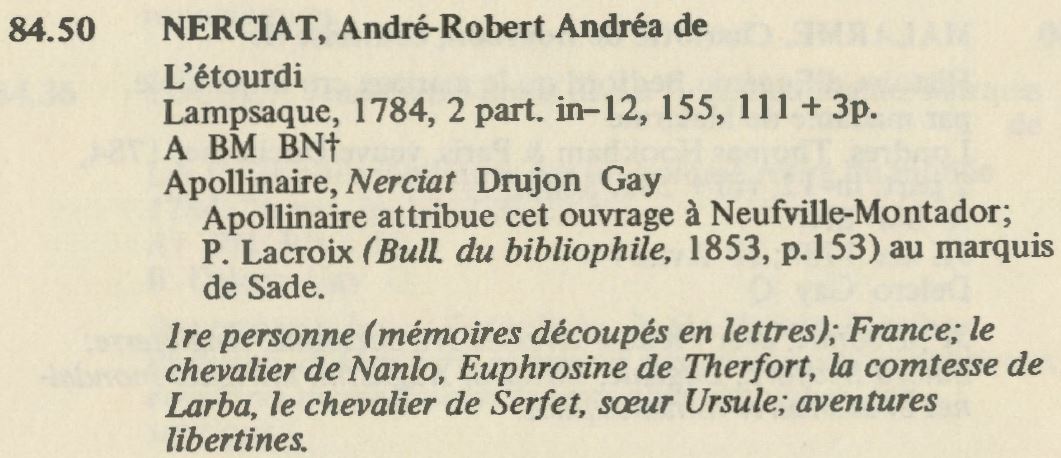 84.50 NERCIAT, André-Robert Andréa de
L'étourdi
Lampsaque, 1784, 2 part. in-12, 155, 111 + 3p.
A BM BN†
Apollinaire, Nerciat Drujon Gay
Apollinaire attribue cet ouvrage à Neufville-Montador;
P. Lacroix (Bull. du bibliophile, 1853, p.153) au marquis
de Sade.
1re personne (mémoires découpés en lettres); France; le
chevalier de Nanlo, Euphrosine de Therfort, la comtesse de
Larba, le chevalier de Serfet, sœur Ursule; aventures
libertines.